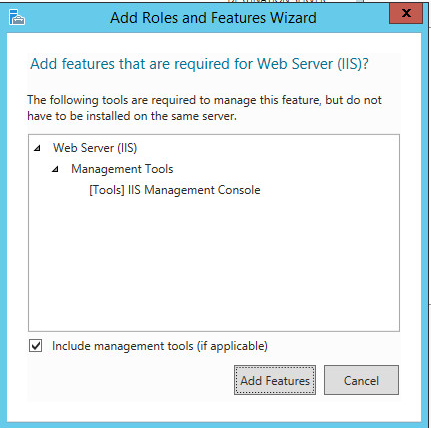 Add Roles and Features Wizard
x
Add features that are required for Web Server (IIS)?
The following tools are required to manage this feature, but do not
have to be installed on the same server.
Web Server (IIS)
Management Tools
[Tools] IIS Management Console
Include management tools (if applicable)
Add Features Cancel